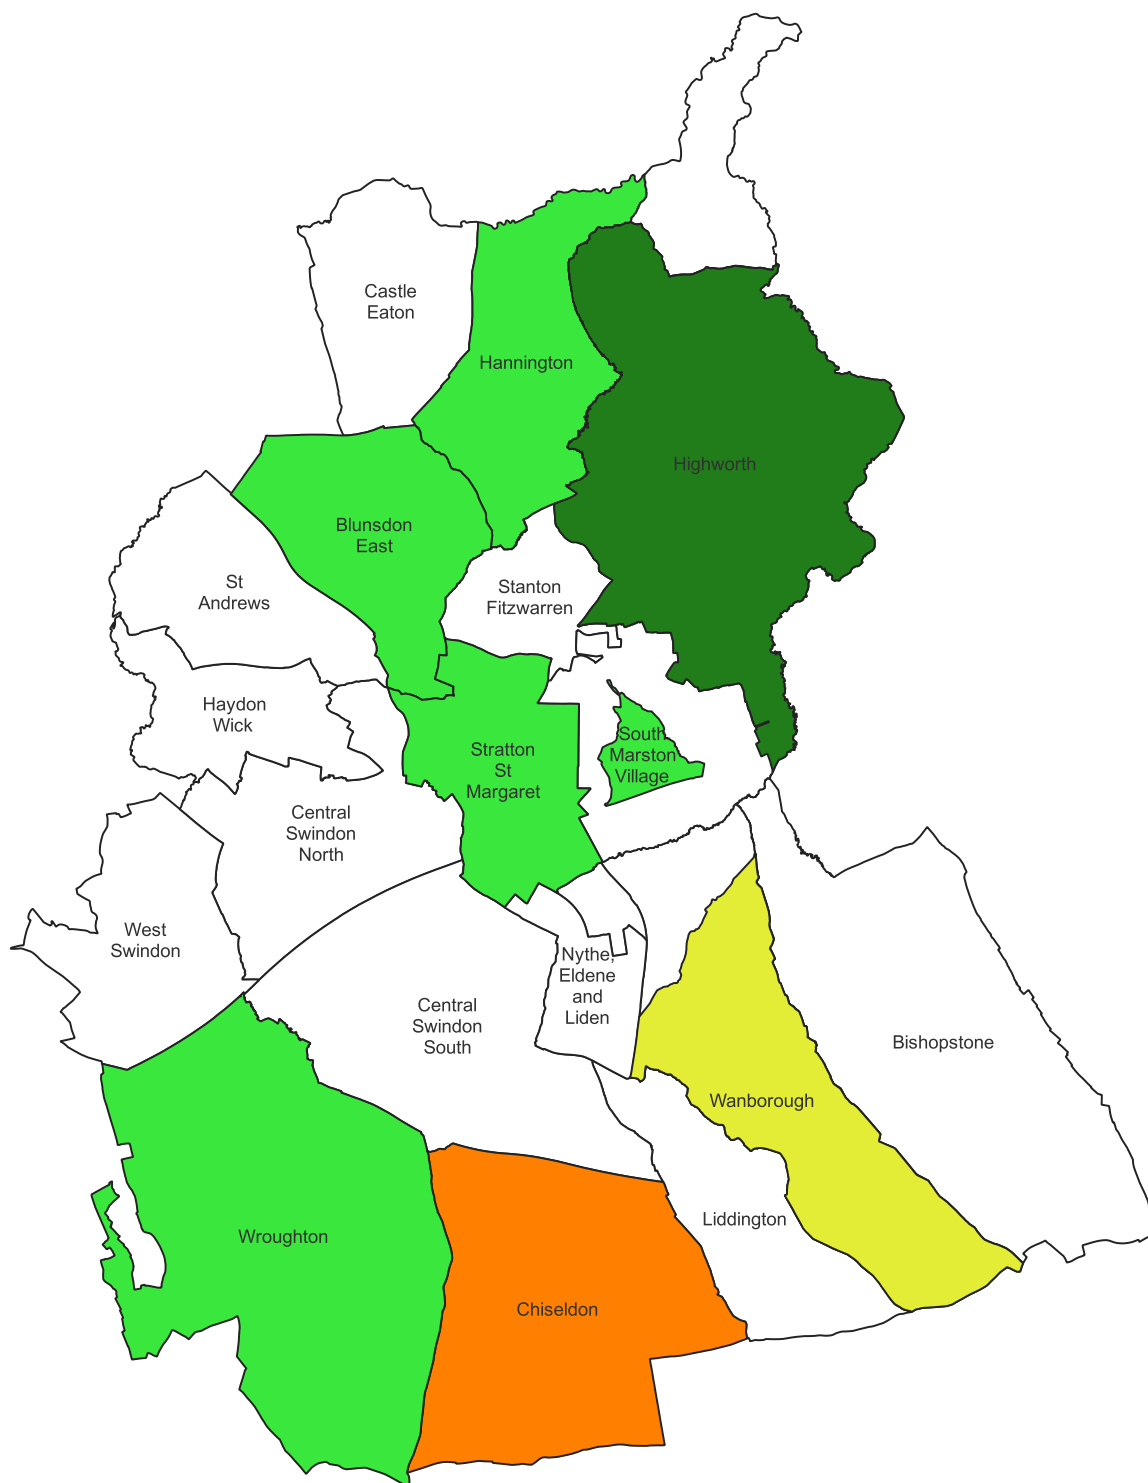 Castle
Eaton
Hannington
Highworth
Blunsdon
East
St
Andrews
Stanton
Fitzwarren
Haydon
Wick
Stratton
St
Margaret
South
Marston
Village
Central
Swindon
North
West
Swindon
Nythe,
Eldene
and
Liden
Central
Swindon
South
Bishopstone
Wanborough
Liddington
Wroughton
Chiseldon